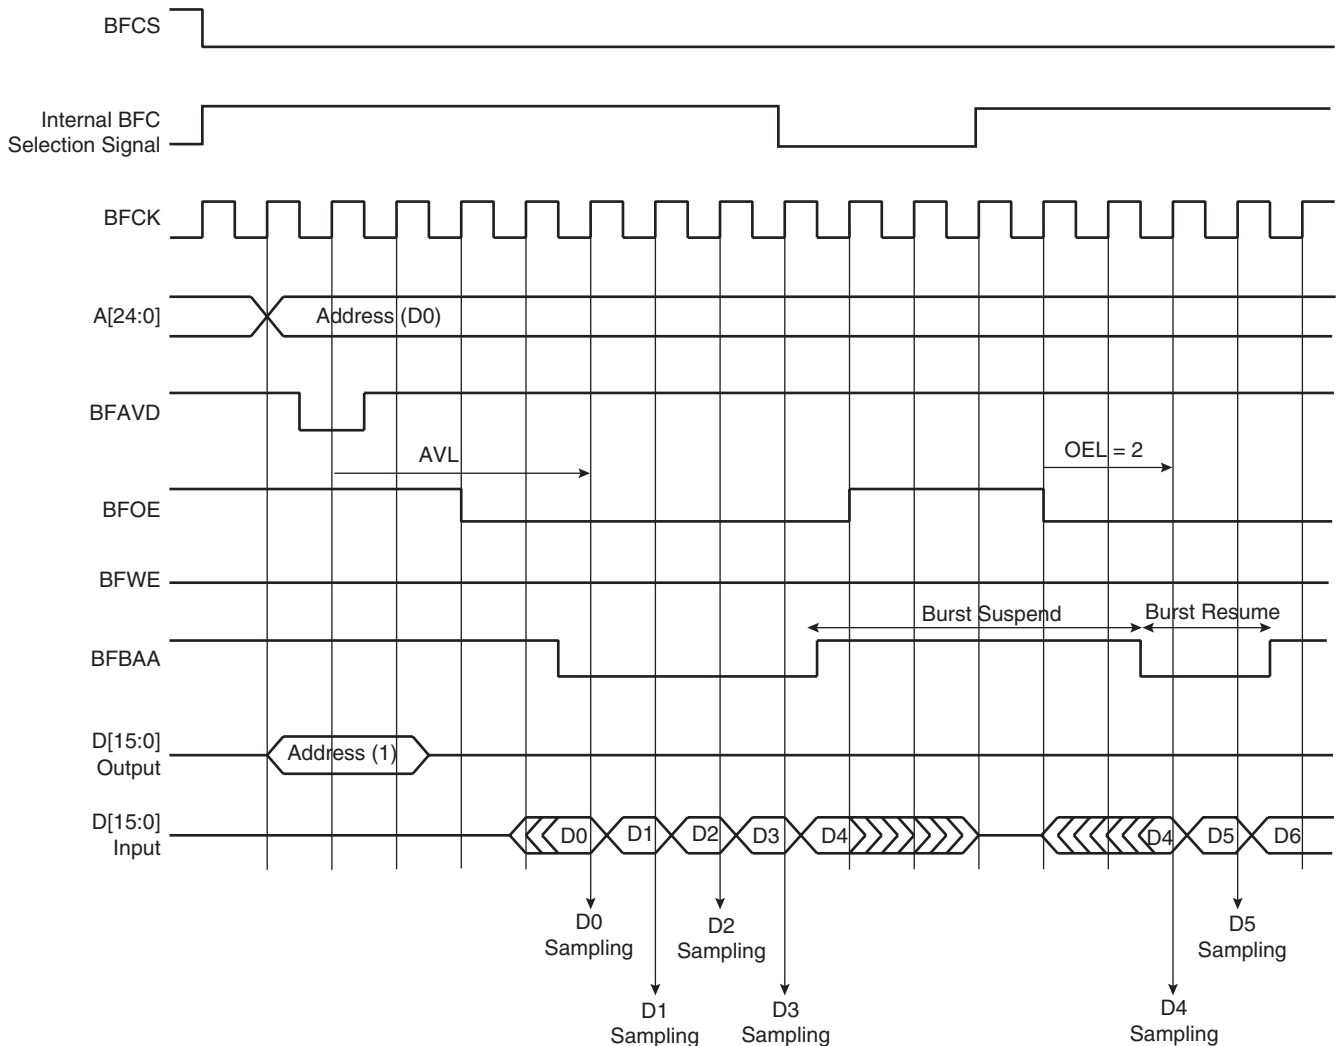 BFCS
Internal BFC
Selection Signal
BFCK
A[24:0]
Address (D0)
BFAVD
AVL
OEL = 2
BFOE
BFWE
Burst Suspend
Burst Resume
BFBAA
D[15:0]
Output
Address (1)
D[15:0]
Input
D0
D1
D2
D3
D4
D4
D5
D6
D0
Sampling
D2
Sampling
D5
Sampling
D1
Sampling
D3
Sampling
D4
Sampling